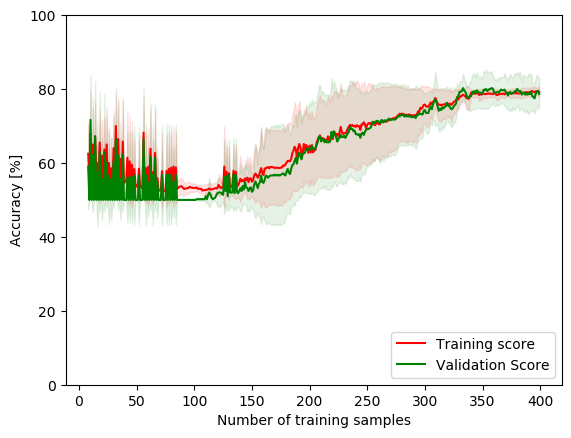 100
80
60
40
20
0
Accuracy [%]
0 50 100 150 200 250 300 350 400
Number of training samples
Training score
Validation Score